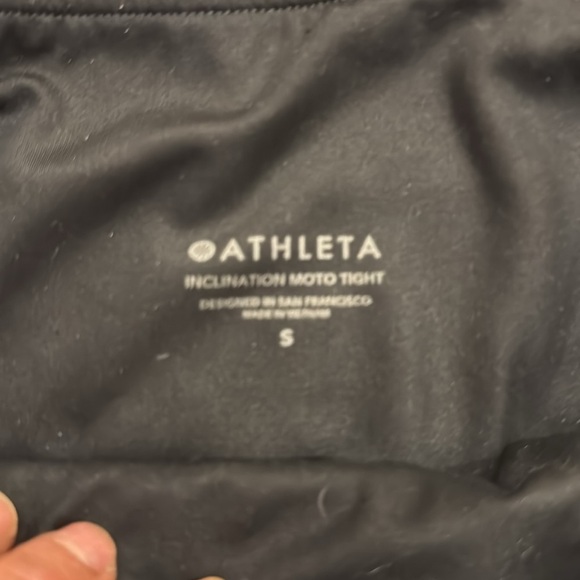 ATHLETA
INCLINATION MOTO TIGHT
DESIGNED IN SAN FRANCISCO
MADE IN VIETNAM
S